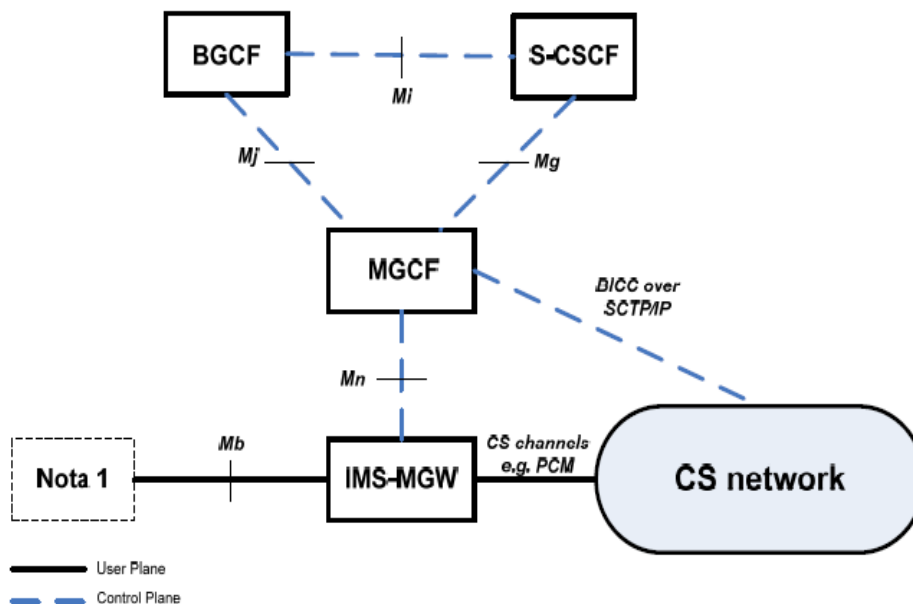 BGCF
S-CSCF
Mi
Mj
Mg
MGCF
BICC over
SCTP/IP
Mn
Mb
CS channels
e.g. PCM
Nota 1
IMS-MGW
CS network
User Plane
Control Plane